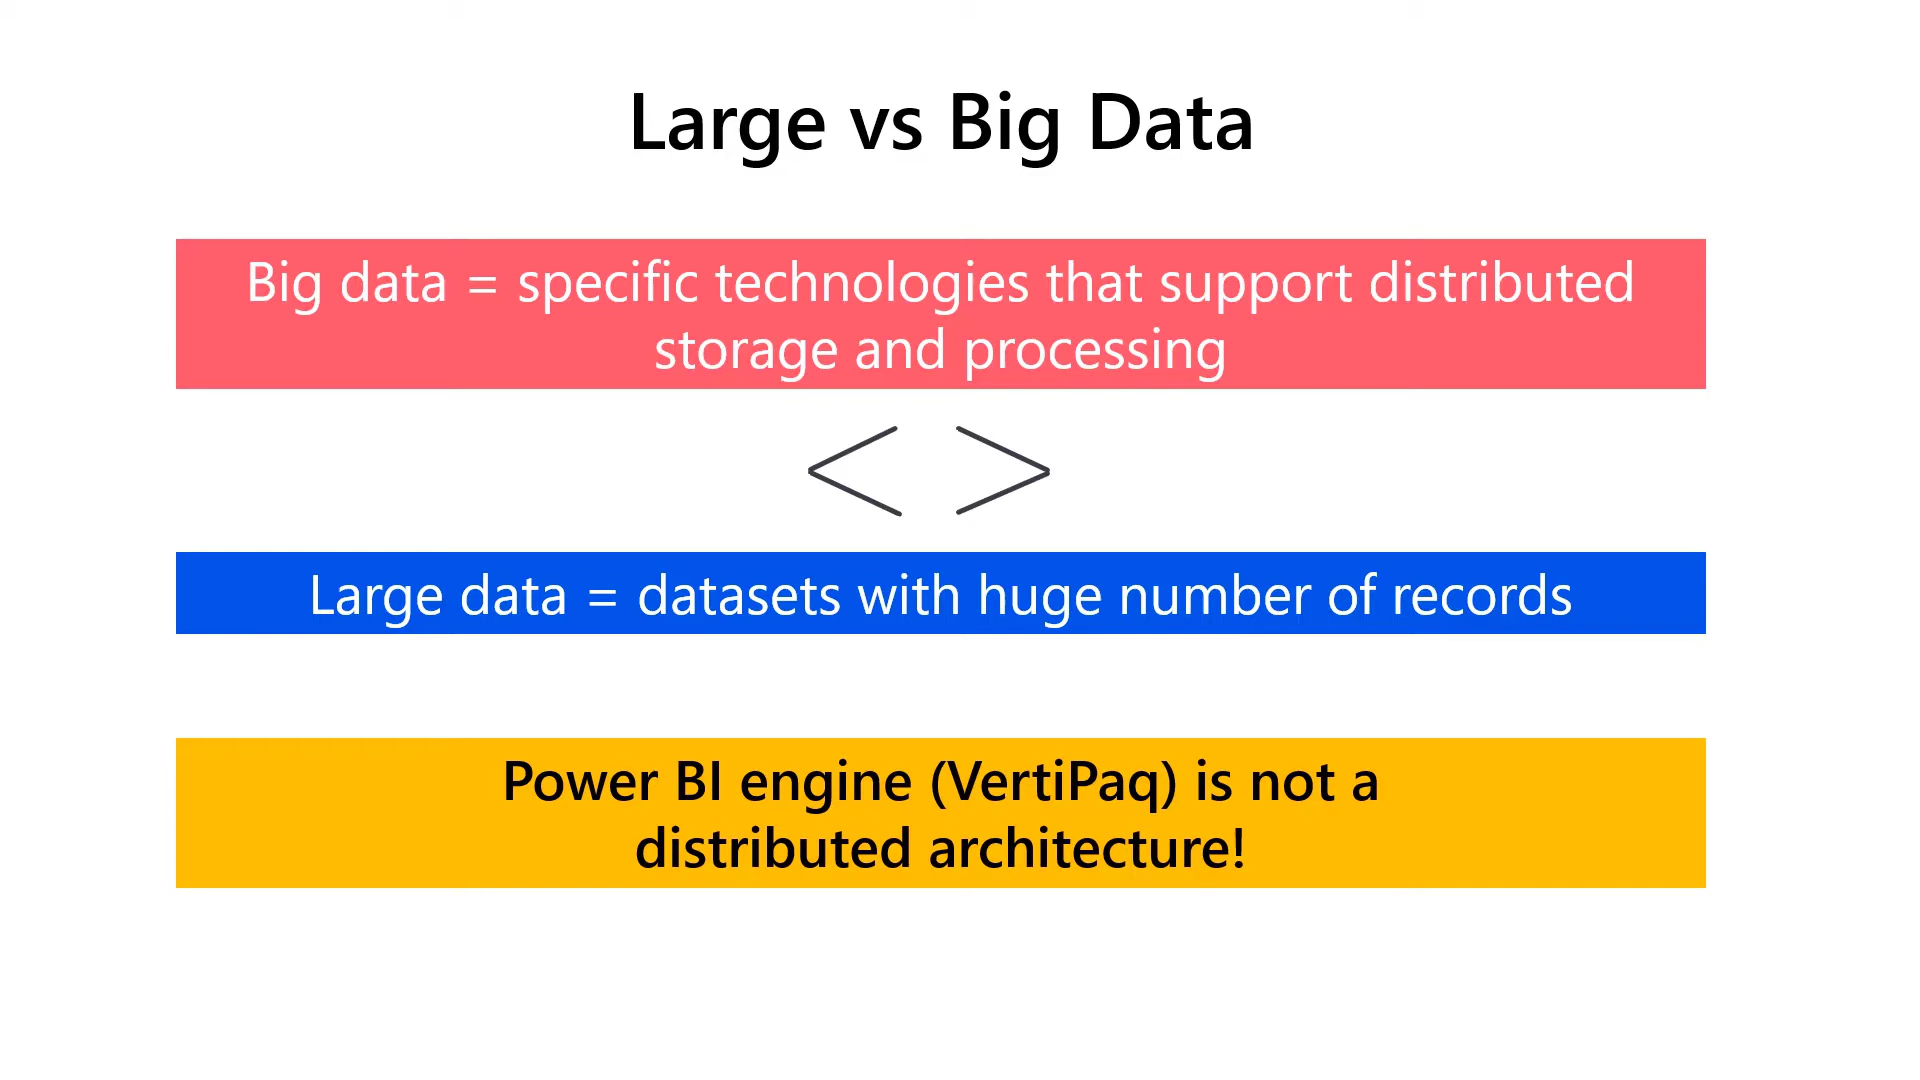 Large vs Big Data
Big data = specific technologies that support distributed
storage and processing
< >
Large data = datasets with huge number of records
Power BI engine (VertiPaq) is not a
distributed architecture!